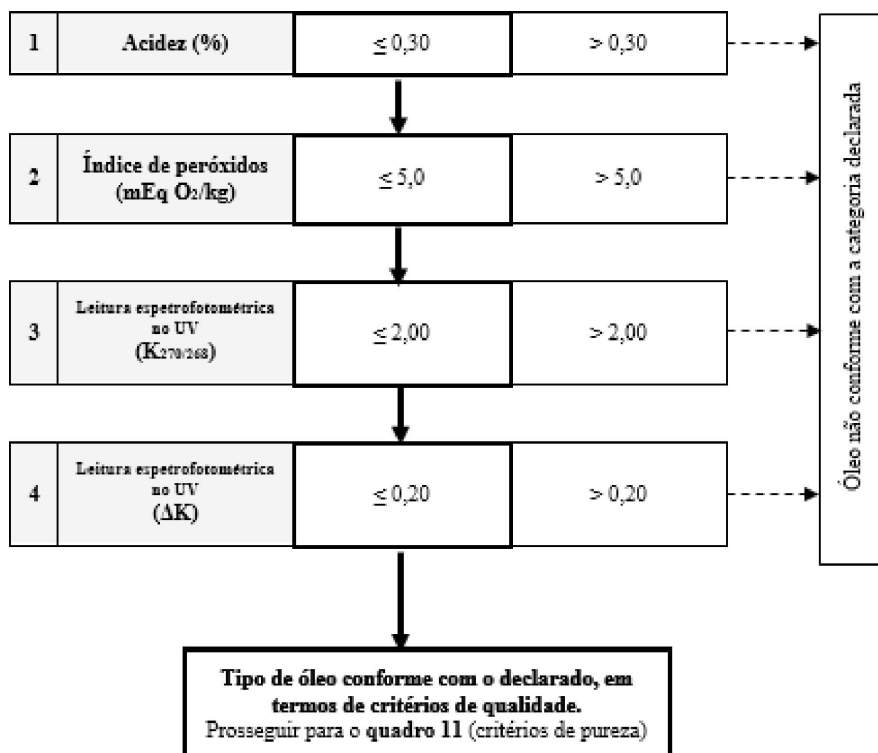 1 Acidez (%) ≤ 0,30 > 0,30
2 Índice de peróxidos
(mEq O₂/kg) ≤ 5,0 > 5,0
3 Leitura espetrofotométrica
no UV
(K₂₇₀/₂₆₈) ≤ 2,00 > 2,00
4 Leitura espetrofotométrica
no UV
(ΔK) ≤ 0,20 > 0,20
Óleo não conforme com a categoria declarada
Tipo de óleo conforme com o declarado, em
termos de critérios de qualidade.
Prosseguir para o quadro 11 (critérios de pureza)